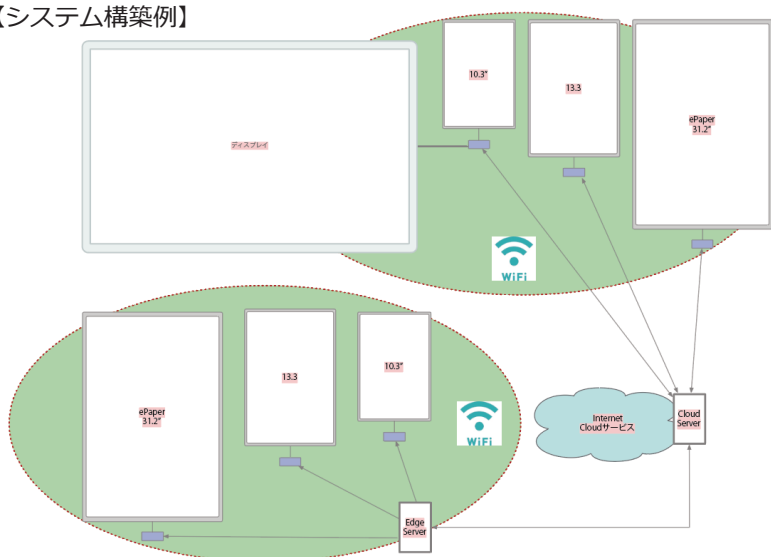 【システム構築例】
ディスプレイ
10.3"
13.3
ePaper
31.2"
WiFi
ePaper
31.2"
13.3
10.3"
WiFi
Internet
Cloudサービス
Cloud
Server
Edge
Server